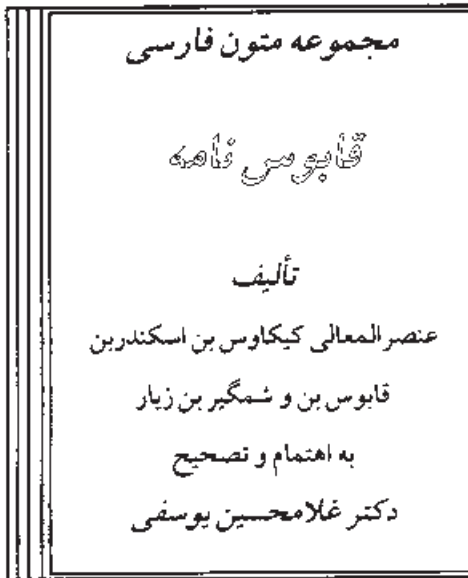 مجموعه متون فارسی
قابوس نامه
تألیف
عنصرالمعالی کیکاوس بن اسکندربن
قابوس بن و شمگیر بن زیار
به اهتمام و تصحیح
دکتر غلامحسین یوسفی